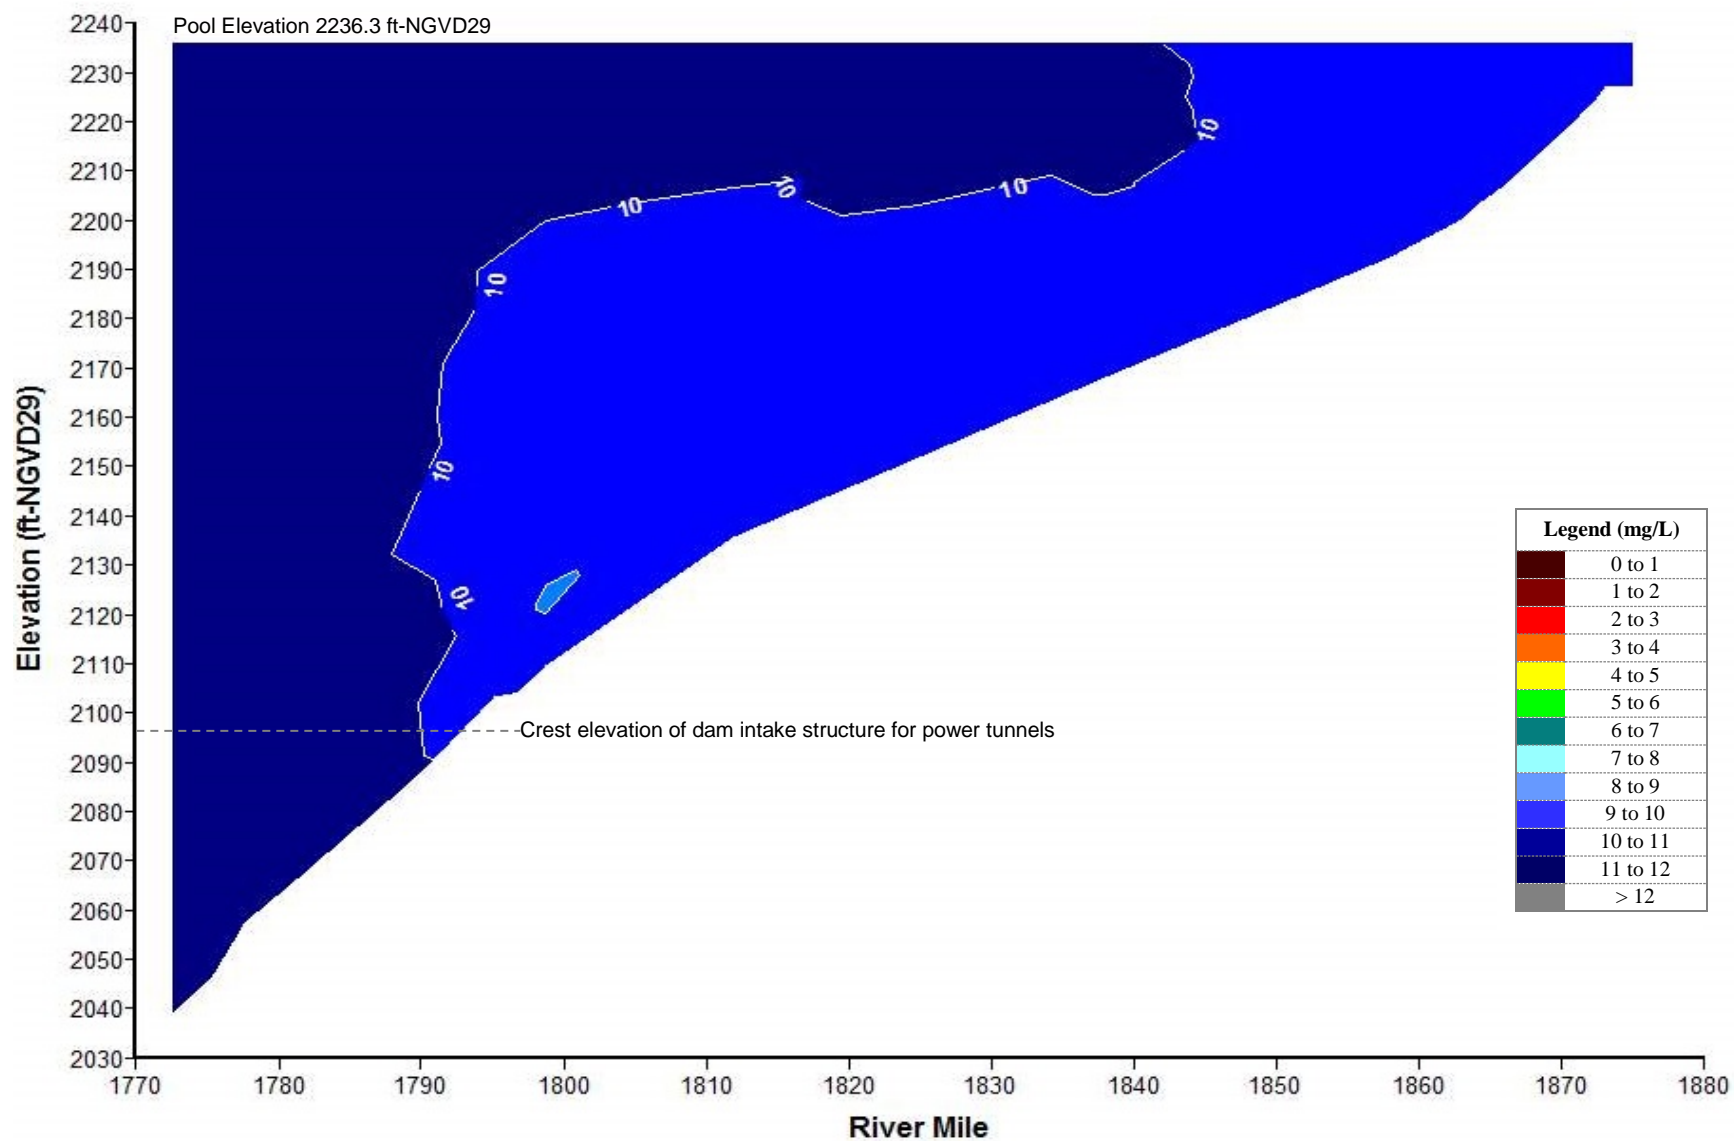 Pool Elevation 2236.3 ft-NGVD29
2240
2230
2220
2210
2200
2190
2180
2170
2160
2150
2140
2130
2120
2110
2100
2090
2080
2070
2060
2050
2040
2030
Elevation (ft-NGVD29)
10
10
10
10
10
10
10
Crest elevation of dam intake structure for power tunnels
Legend (mg/L)
0 to 1
1 to 2
2 to 3
3 to 4
4 to 5
5 to 6
6 to 7
7 to 8
8 to 9
9 to 10
10 to 11
11 to 12
> 12
1770 1780 1790 1800 1810 1820 1830 1840 1850 1860 1870 1880
River Mile